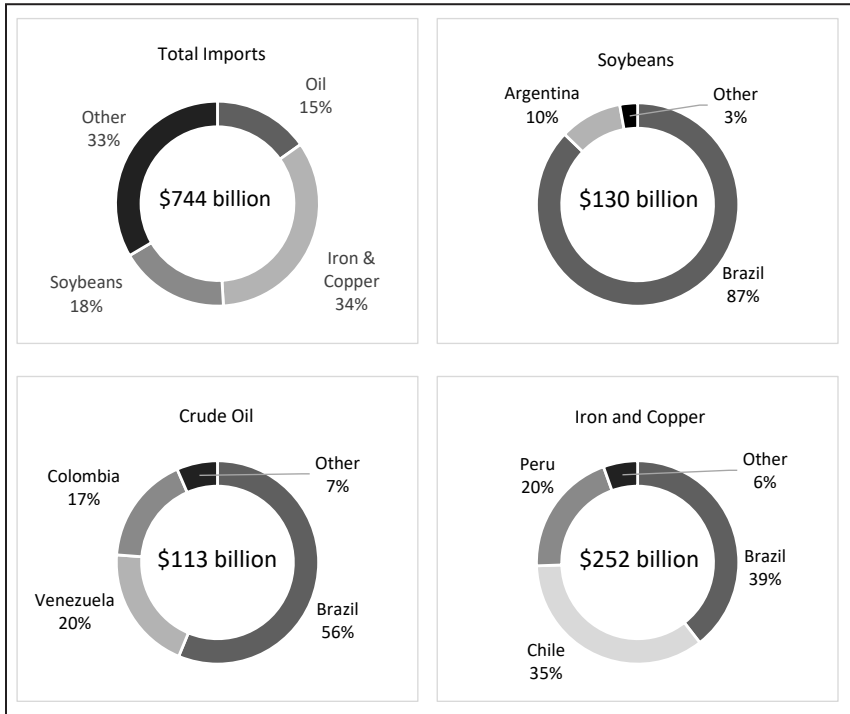 Total Imports
Oil
15%
Other
33%
$744 billion
Iron &
Copper
34%
Soybeans
18%
Soybeans
Argentina
10%
Other
3%
$130 billion
Brazil
87%
Crude Oil
Colombia
17%
Other
7%
$113 billion
Venezuela
20%
Brazil
56%
Iron and Copper
Peru
20%
Other
6%
$252 billion
Brazil
39%
Chile
35%